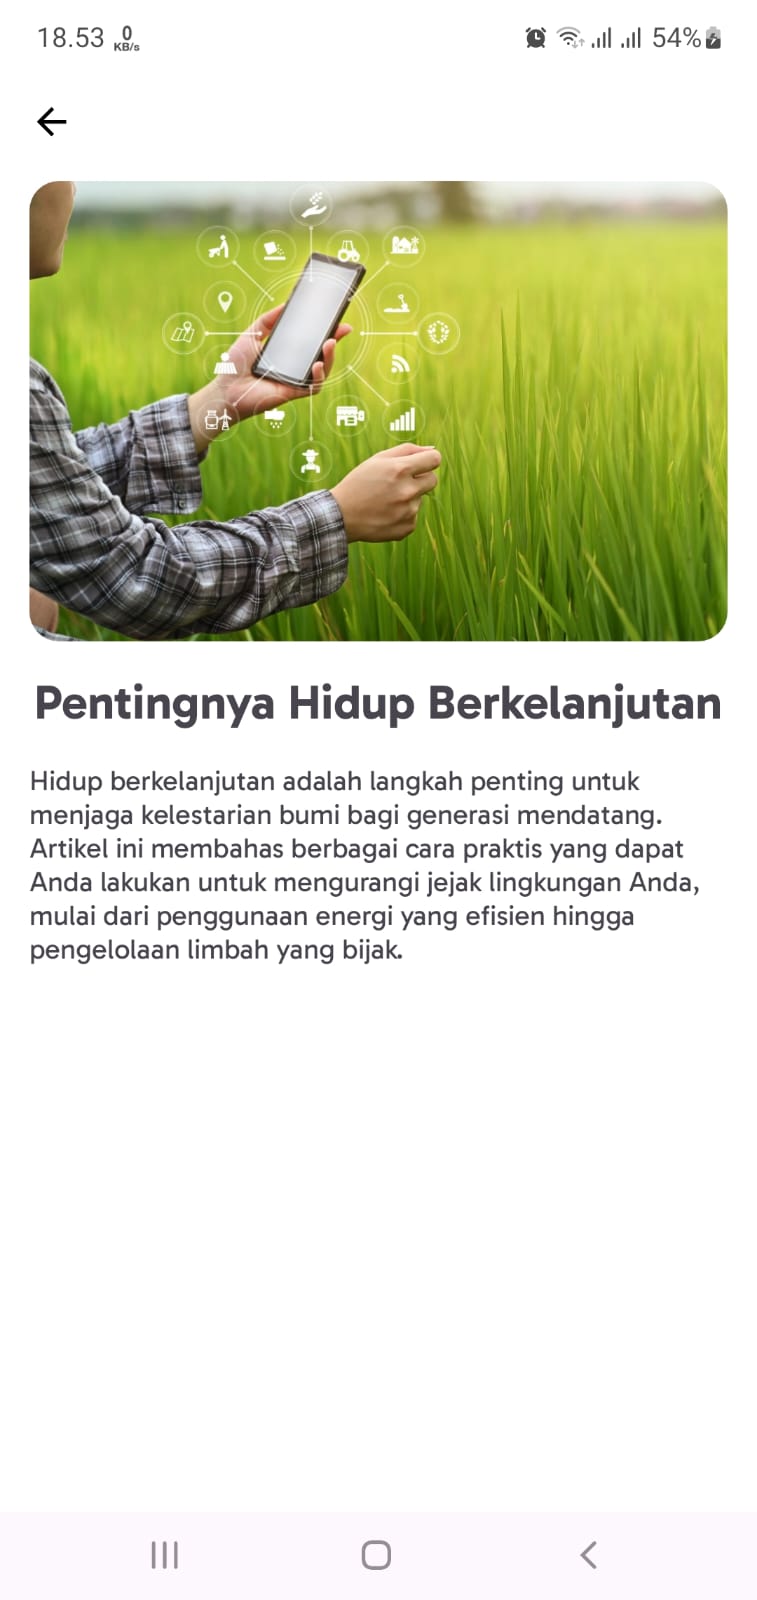 18.53 0 KB/s 54%
Pentingnya Hidup Berkelanjutan
Hidup berkelanjutan adalah langkah penting untuk
menjaga kelestarian bumi bagi generasi mendatang.
Artikel ini membahas berbagai cara praktis yang dapat
Anda lakukan untuk mengurangi jejak lingkungan Anda,
mulai dari penggunaan energi yang efisien hingga
pengelolaan limbah yang bijak.